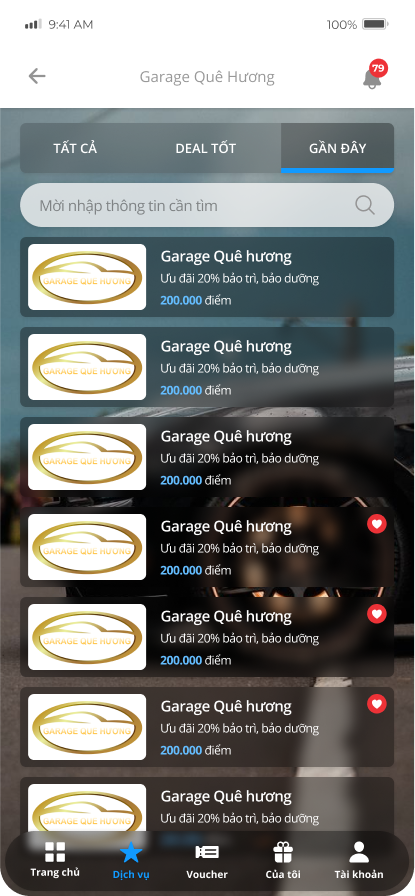 9:41 AM 100%
Garage Quê Hương
79
TẤT CẢ DEAL TỐT GẦN ĐÂY
Mời nhập thông tin cần tìm
GARAGE QUÊ HƯƠNG
Garage Quê hương
Ưu đãi 20% bảo trì, bảo dưỡng
200.000 điểm
GARAGE QUÊ HƯƠNG
Garage Quê hương
Ưu đãi 20% bảo trì, bảo dưỡng
200.000 điểm
GARAGE QUÊ HƯƠNG
Garage Quê hương
Ưu đãi 20% bảo trì, bảo dưỡng
200.000 điểm
GARAGE QUÊ HƯƠNG
Garage Quê hương
Ưu đãi 20% bảo trì, bảo dưỡng
200.000 điểm
GARAGE QUÊ HƯƠNG
Garage Quê hương
Ưu đãi 20% bảo trì, bảo dưỡng
200.000 điểm
GARAGE QUÊ HƯƠNG
Garage Quê hương
Ưu đãi 20% bảo trì, bảo dưỡng
200.000 điểm
GARAGE QUÊ HƯƠNG
Garage Quê hương
Ưu đãi 20% bảo trì, bảo dưỡng
Trang chủ Dịch vụ Voucher Của tôi Tài khoản